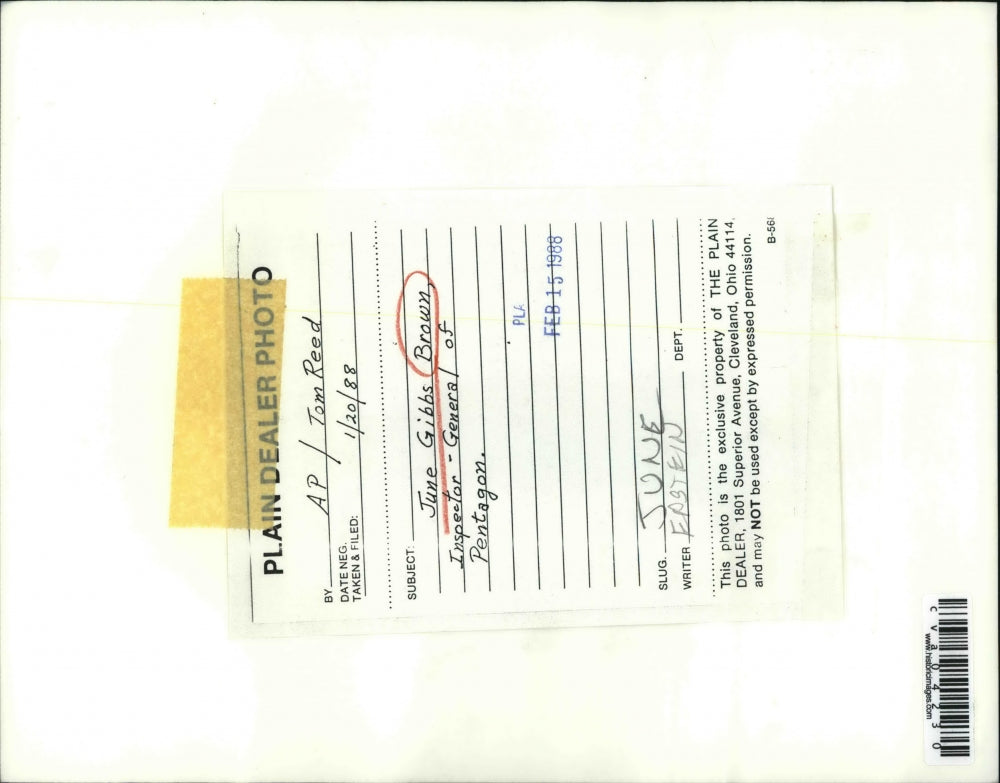 PLAIN DEALER PHOTO
BY AP / Tom Reed
DATE NEG.
TAKEN & FILED: 1/20/88
SUBJECT: June Gibbs Brown,
Inspector - General of
Pentagon.
PLA
FEB 15 1988
SLUG. JUNE
WRITER EPSTEIN DEPT.
This photo is the exclusive property of THE PLAIN
DEALER, 1801 Superior Avenue, Cleveland, Ohio 44114
and may NOT be used except by expressed permission.
B-568
cva04230
www.historicimages.com